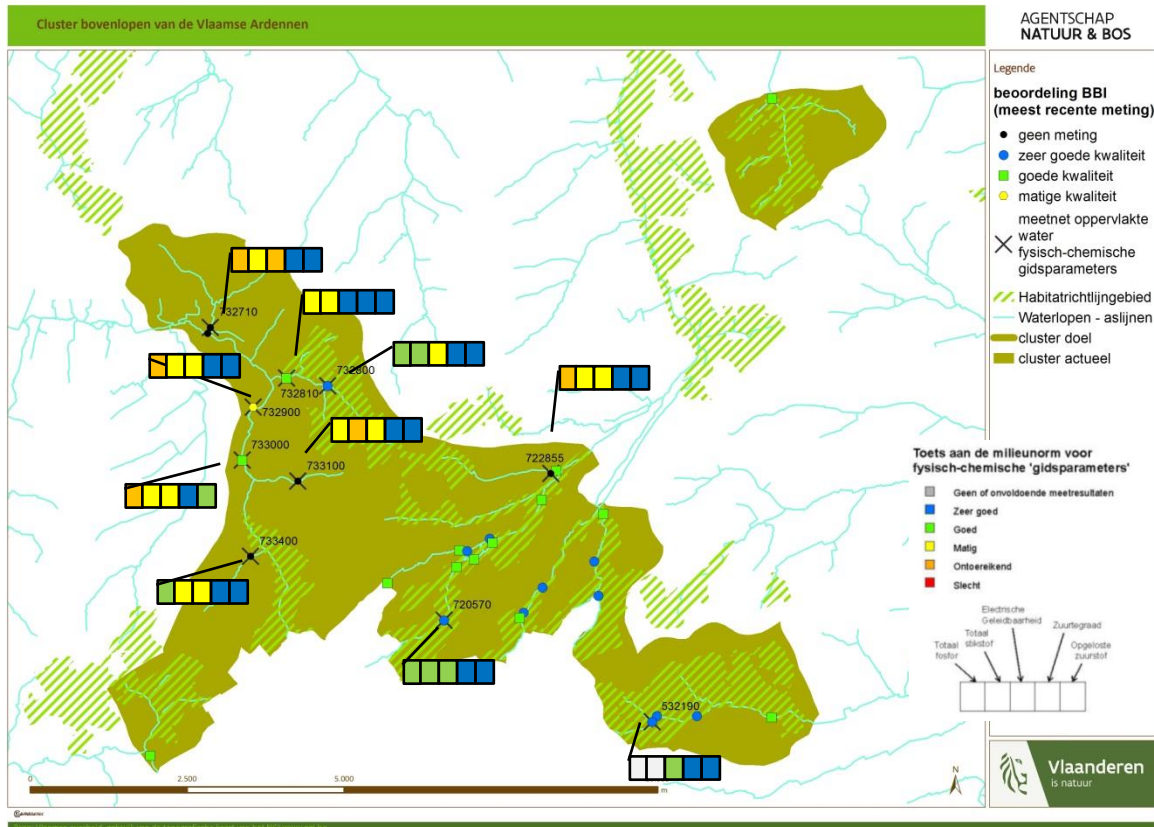 Cluster bovenlopen van de Vlaamse Ardennen
AGENTSCHAP
NATUUR & BOS
Legende
beoordeling BBI
(meest recente meting)
geen meting
zeer goede kwaliteit
goede kwaliteit
matige kwaliteit
meetnet oppervlakte
water
fysisch-chemische
gidsparameters
Habitatrichtlijngebied
Waterlopen - aslijnen
cluster doel
cluster actueel
732710
732800
732810
732900
733000
733100
722855
733400
720570
532190
Toets aan de milieunorm voor
fysisch-chemische 'gidsparameters'
Geen of onvoldoende meetresultaten
Zeer goed
Goed
Matig
Ontoereikend
Slecht
Electrische
Geleidbaarheid
Totaal
stikstof
Zuurtegraad
Totaal
fosfor
Opgeloste
zuurstof
0
2.500
5.000
m
N
Vlaanderen
is natuur